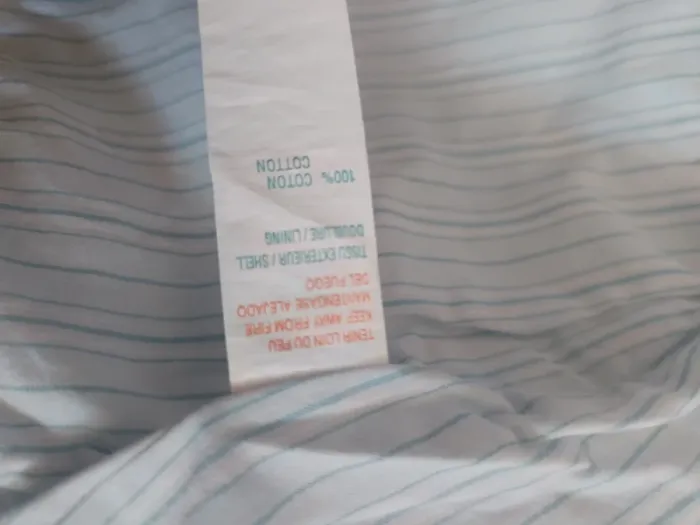 TENIR LOIN DU FEU
KEEP AWAY FROM FIRE
MANTENGASE ALEJADO
DEL FUEGO
TISSU EXTERIEUR / SHELL
DOUBLURE / LINING
100% COTON
COTTON